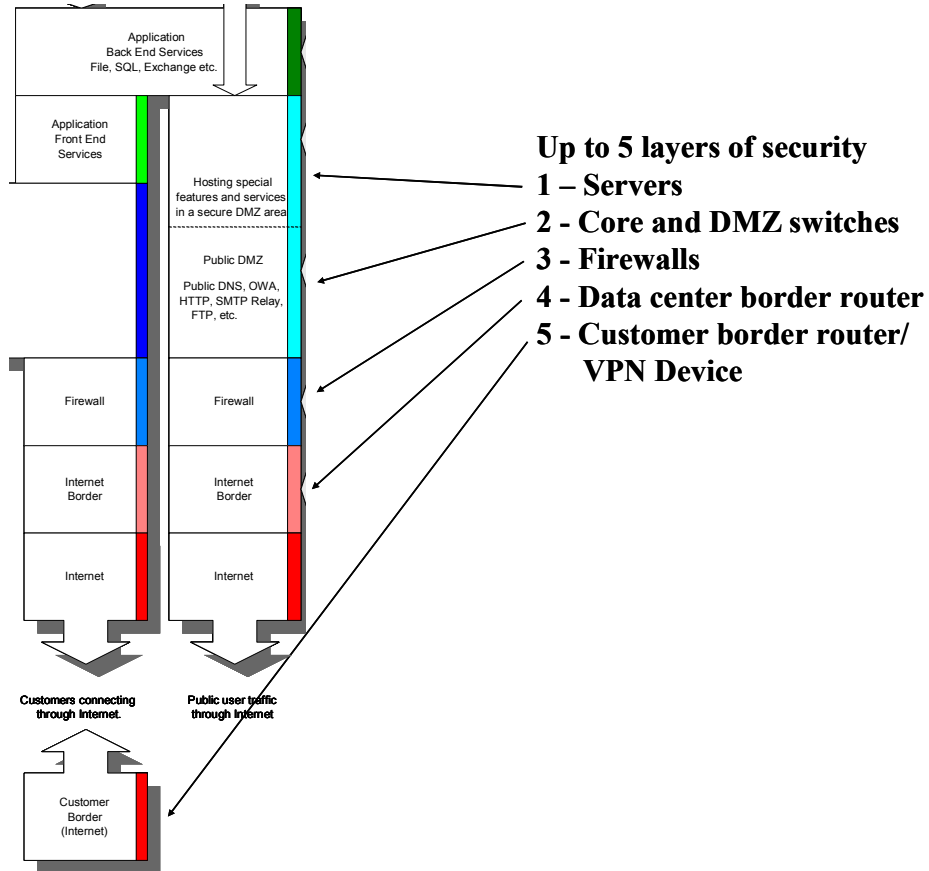 Application
Back End Services
File, SQL, Exchange etc.
Application
Front End
Services
Hosting special
features and services
in a secure DMZ area
Public DMZ
Public DNS, OWA,
HTTP, SMTP Relay,
FTP, etc.
Firewall
Firewall
Internet
Border
Internet
Border
Internet
Internet
Customers connecting
through Internet.
Public user traffic
through Internet
Customer
Border
(Internet)
Up to 5 layers of security
1 – Servers
2 - Core and DMZ switches
3 - Firewalls
4 - Data center border router
5 - Customer border router/
VPN Device